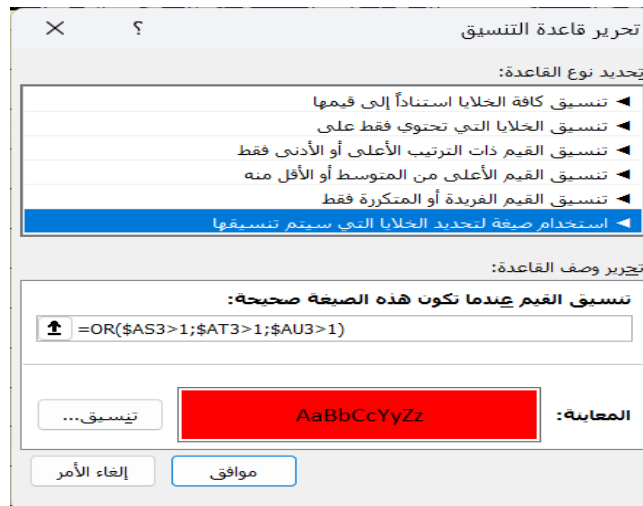 تحرير قاعدة التنسيق ؟
تحديد نوع القاعدة:
◄ تنسيق كافة الخلايا استناداً إلى قيمها
◄ تنسيق الخلايا التي تحتوي فقط على
◄ تنسيق القيم ذات الترتيب الأعلى أو الأدنى فقط
◄ تنسيق القيم الأعلى من المتوسط أو الأقل منه
◄ تنسيق القيم الفريدة أو المتكررة فقط
◄ استخدام صيغة لتحديد الخلايا التي سيتم تنسيقها
تحرير وصف القاعدة:
تنسيق القيم عندما تكون هذه الصيغة صحيحة:
=OR($AS3>1;$AT3>1;$AU3>1)
المعاينة: AaBbCcYyZz تنسيق...
موافق إلغاء الأمر